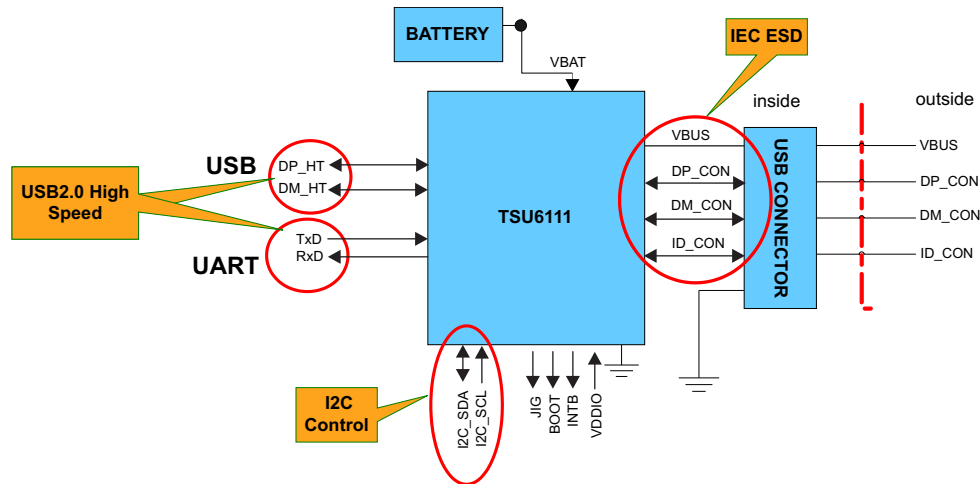 BATTERY
IEC ESD
VBAT
inside
outside
USB
DP_HT
DM_HT
USB2.0 High
Speed
TxD
RxD
UART
TSU6111
VBUS
DP_CON
DM_CON
ID_CON
USB CONNECTOR
VBUS
DP_CON
DM_CON
ID_CON
I2C
Control
I2C_SDA
I2C_SCL
JIG
BOOT
INTB
VDDIO